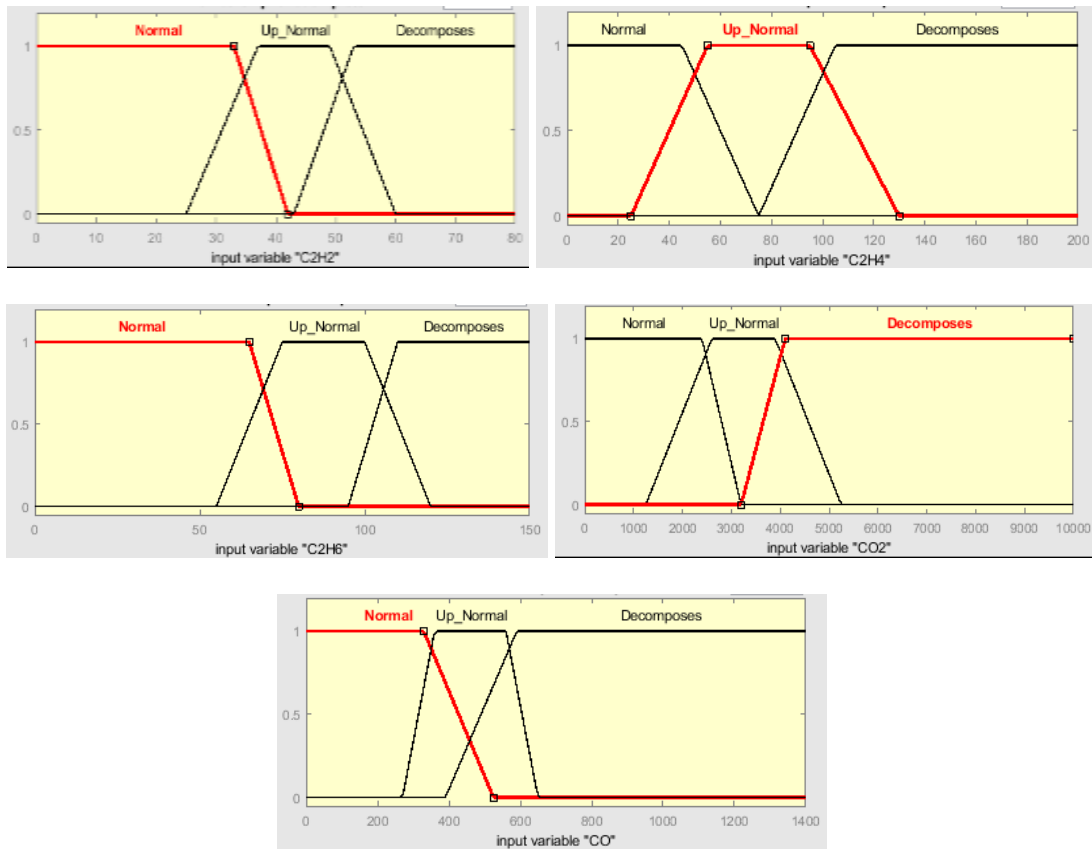 Normal Up_Normal Decomposes
1
0.5
0
0 10 20 30 40 50 60 70 80
input variable "C2H2"
Normal Up_Normal Decomposes
1
0.5
0
0 20 40 60 80 100 120 140 160 180 200
input variable "C2H4"
Normal Up_Normal Decomposes
1
0.5
0
0 50 100 150
input variable "C2H6"
Normal Up_Normal Decomposes
1
0.5
0
0 1000 2000 3000 4000 5000 6000 7000 8000 9000 10000
input variable "CO2"
Normal Up_Normal Decomposes
1
0.5
0
0 200 400 600 800 1000 1200 1400
input variable "CO"